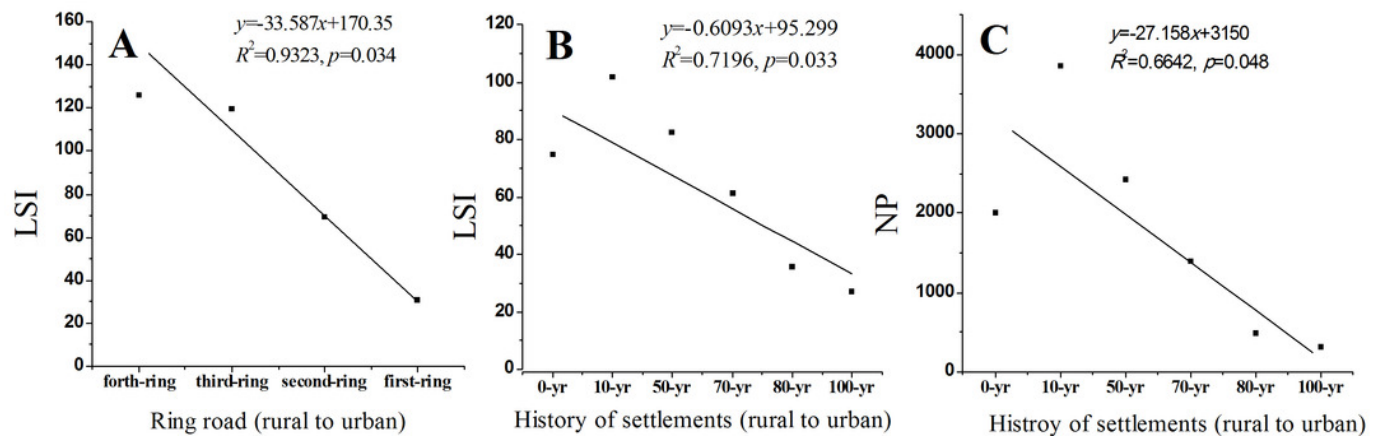 A
y=-33.587x+170.35
R²=0.9323, p=0.034
LSI
160
140
120
100
80
60
40
20
0
forth-ring third-ring second-ring first-ring
Ring road (rural to urban)
B
y=-0.6093x+95.299
R²=0.7196, p=0.033
LSI
120
100
80
60
40
20
0
0-yr 10-yr 50-yr 70-yr 80-yr 100-yr
History of settlements (rural to urban)
C
y=-27.158x+3150
R²=0.6642, p=0.048
NP
4000
3000
2000
1000
0
0-yr 10-yr 50-yr 70-yr 80-yr 100-yr
Histroy of settlements (rural to urban)